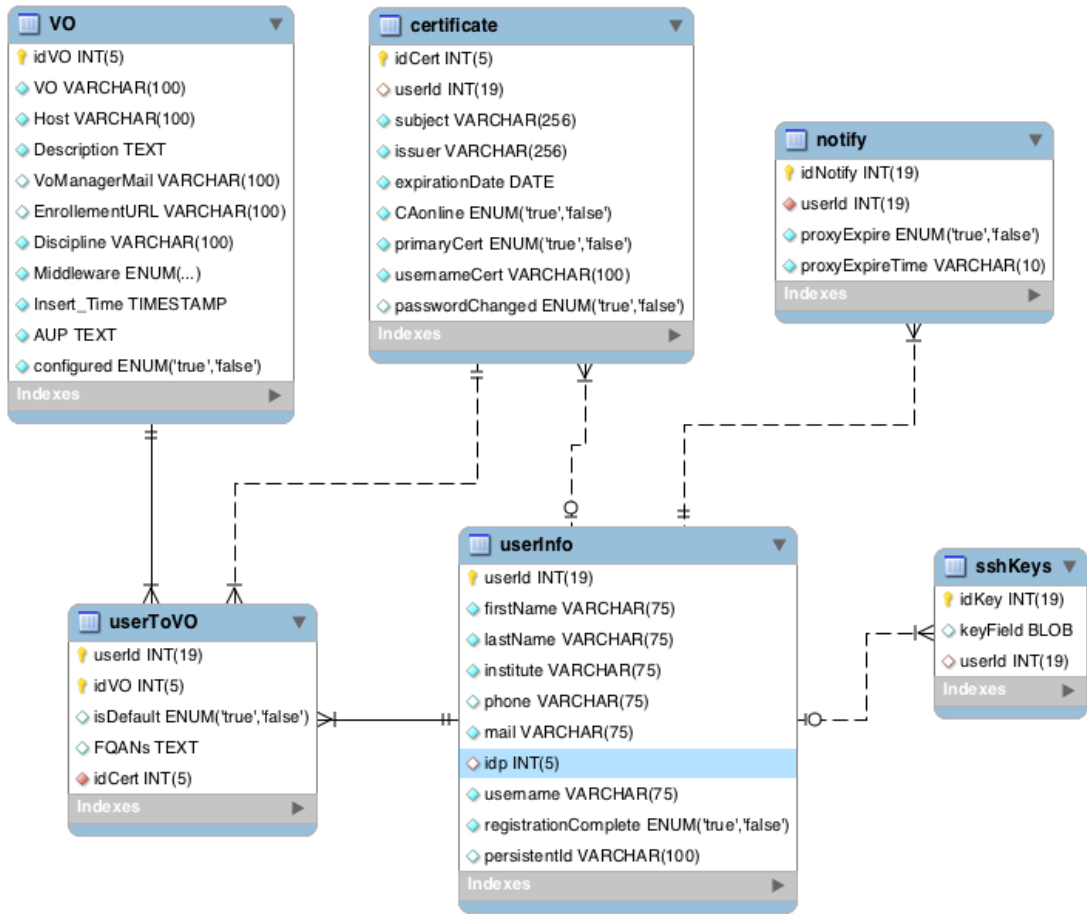 VO
idVO INT(5)
VO VARCHAR(100)
Host VARCHAR(100)
Description TEXT
VoManagerMail VARCHAR(100)
EnrollementURL VARCHAR(100)
Discipline VARCHAR(100)
Middleware ENUM(...)
Insert_Time TIMESTAMP
AUP TEXT
configured ENUM('true','false')
Indexes
certificate
idCert INT(5)
userId INT(19)
subject VARCHAR(256)
issuer VARCHAR(256)
expirationDate DATE
CAonline ENUM('true','false')
primaryCert ENUM('true','false')
usernameCert VARCHAR(100)
passwordChanged ENUM('true','false')
Indexes
notify
idNotify INT(19)
userId INT(19)
proxyExpire ENUM('true','false')
proxyExpireTime VARCHAR(10)
Indexes
userToVO
userId INT(19)
idVO INT(5)
isDefault ENUM('true','false')
FQANs TEXT
idCert INT(5)
Indexes
userInfo
userId INT(19)
firstName VARCHAR(75)
lastName VARCHAR(75)
institute VARCHAR(75)
phone VARCHAR(75)
mail VARCHAR(75)
idp INT(5)
username VARCHAR(75)
registrationComplete ENUM('true','false')
persistentId VARCHAR(100)
Indexes
sshKeys
idKey INT(19)
keyField BLOB
userId INT(19)
Indexes